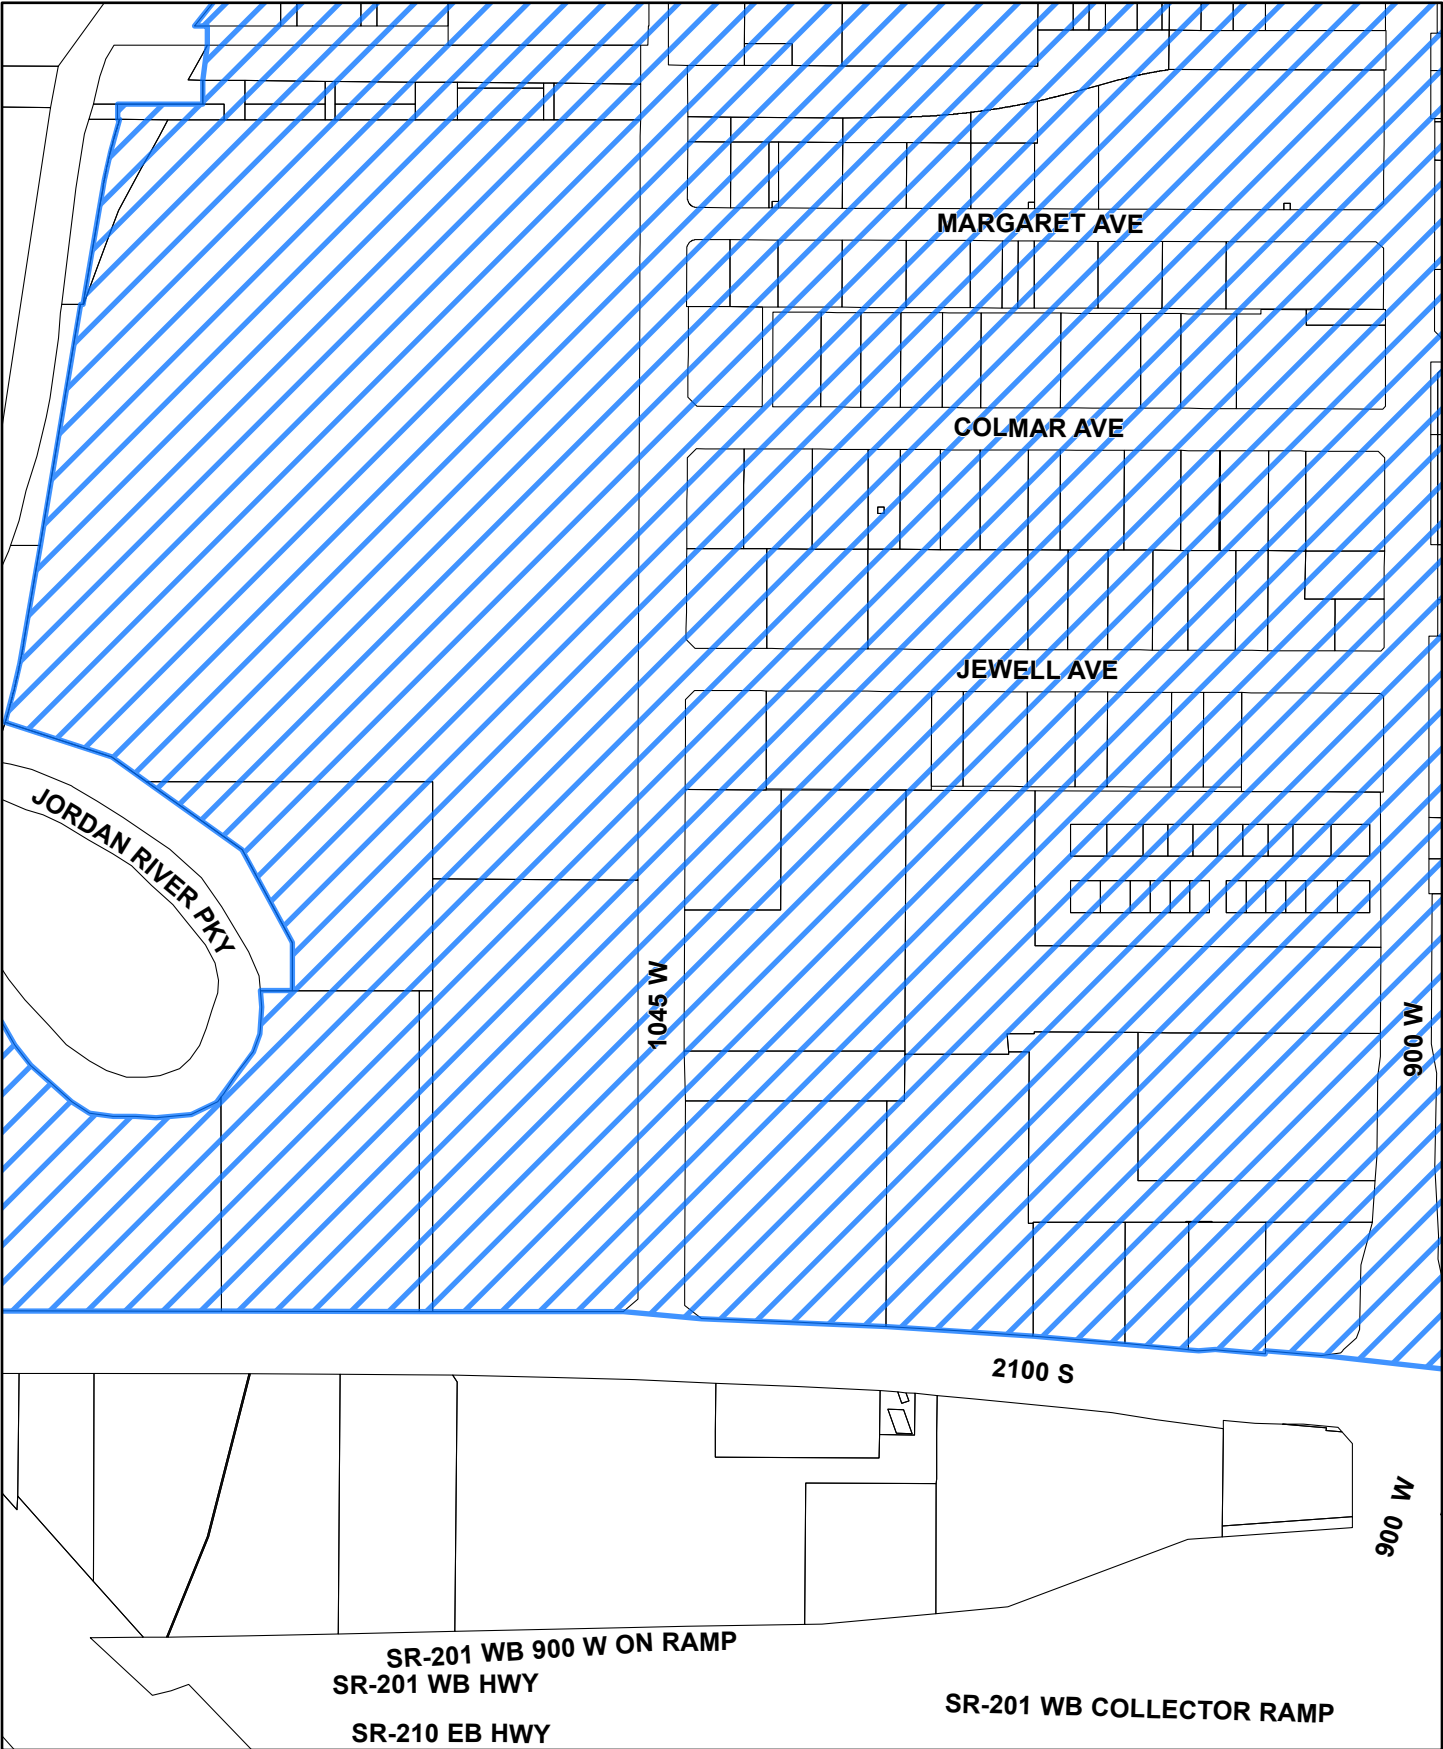 MARGARET AVE
COLMAR AVE
JEWELL AVE
JORDAN RIVER PKY
1045 W
900 W
2100 S
900 W
SR-201 WB 900 W ON RAMP
SR-201 WB HWY
SR-201 WB COLLECTOR RAMP
SR-210 EB HWY